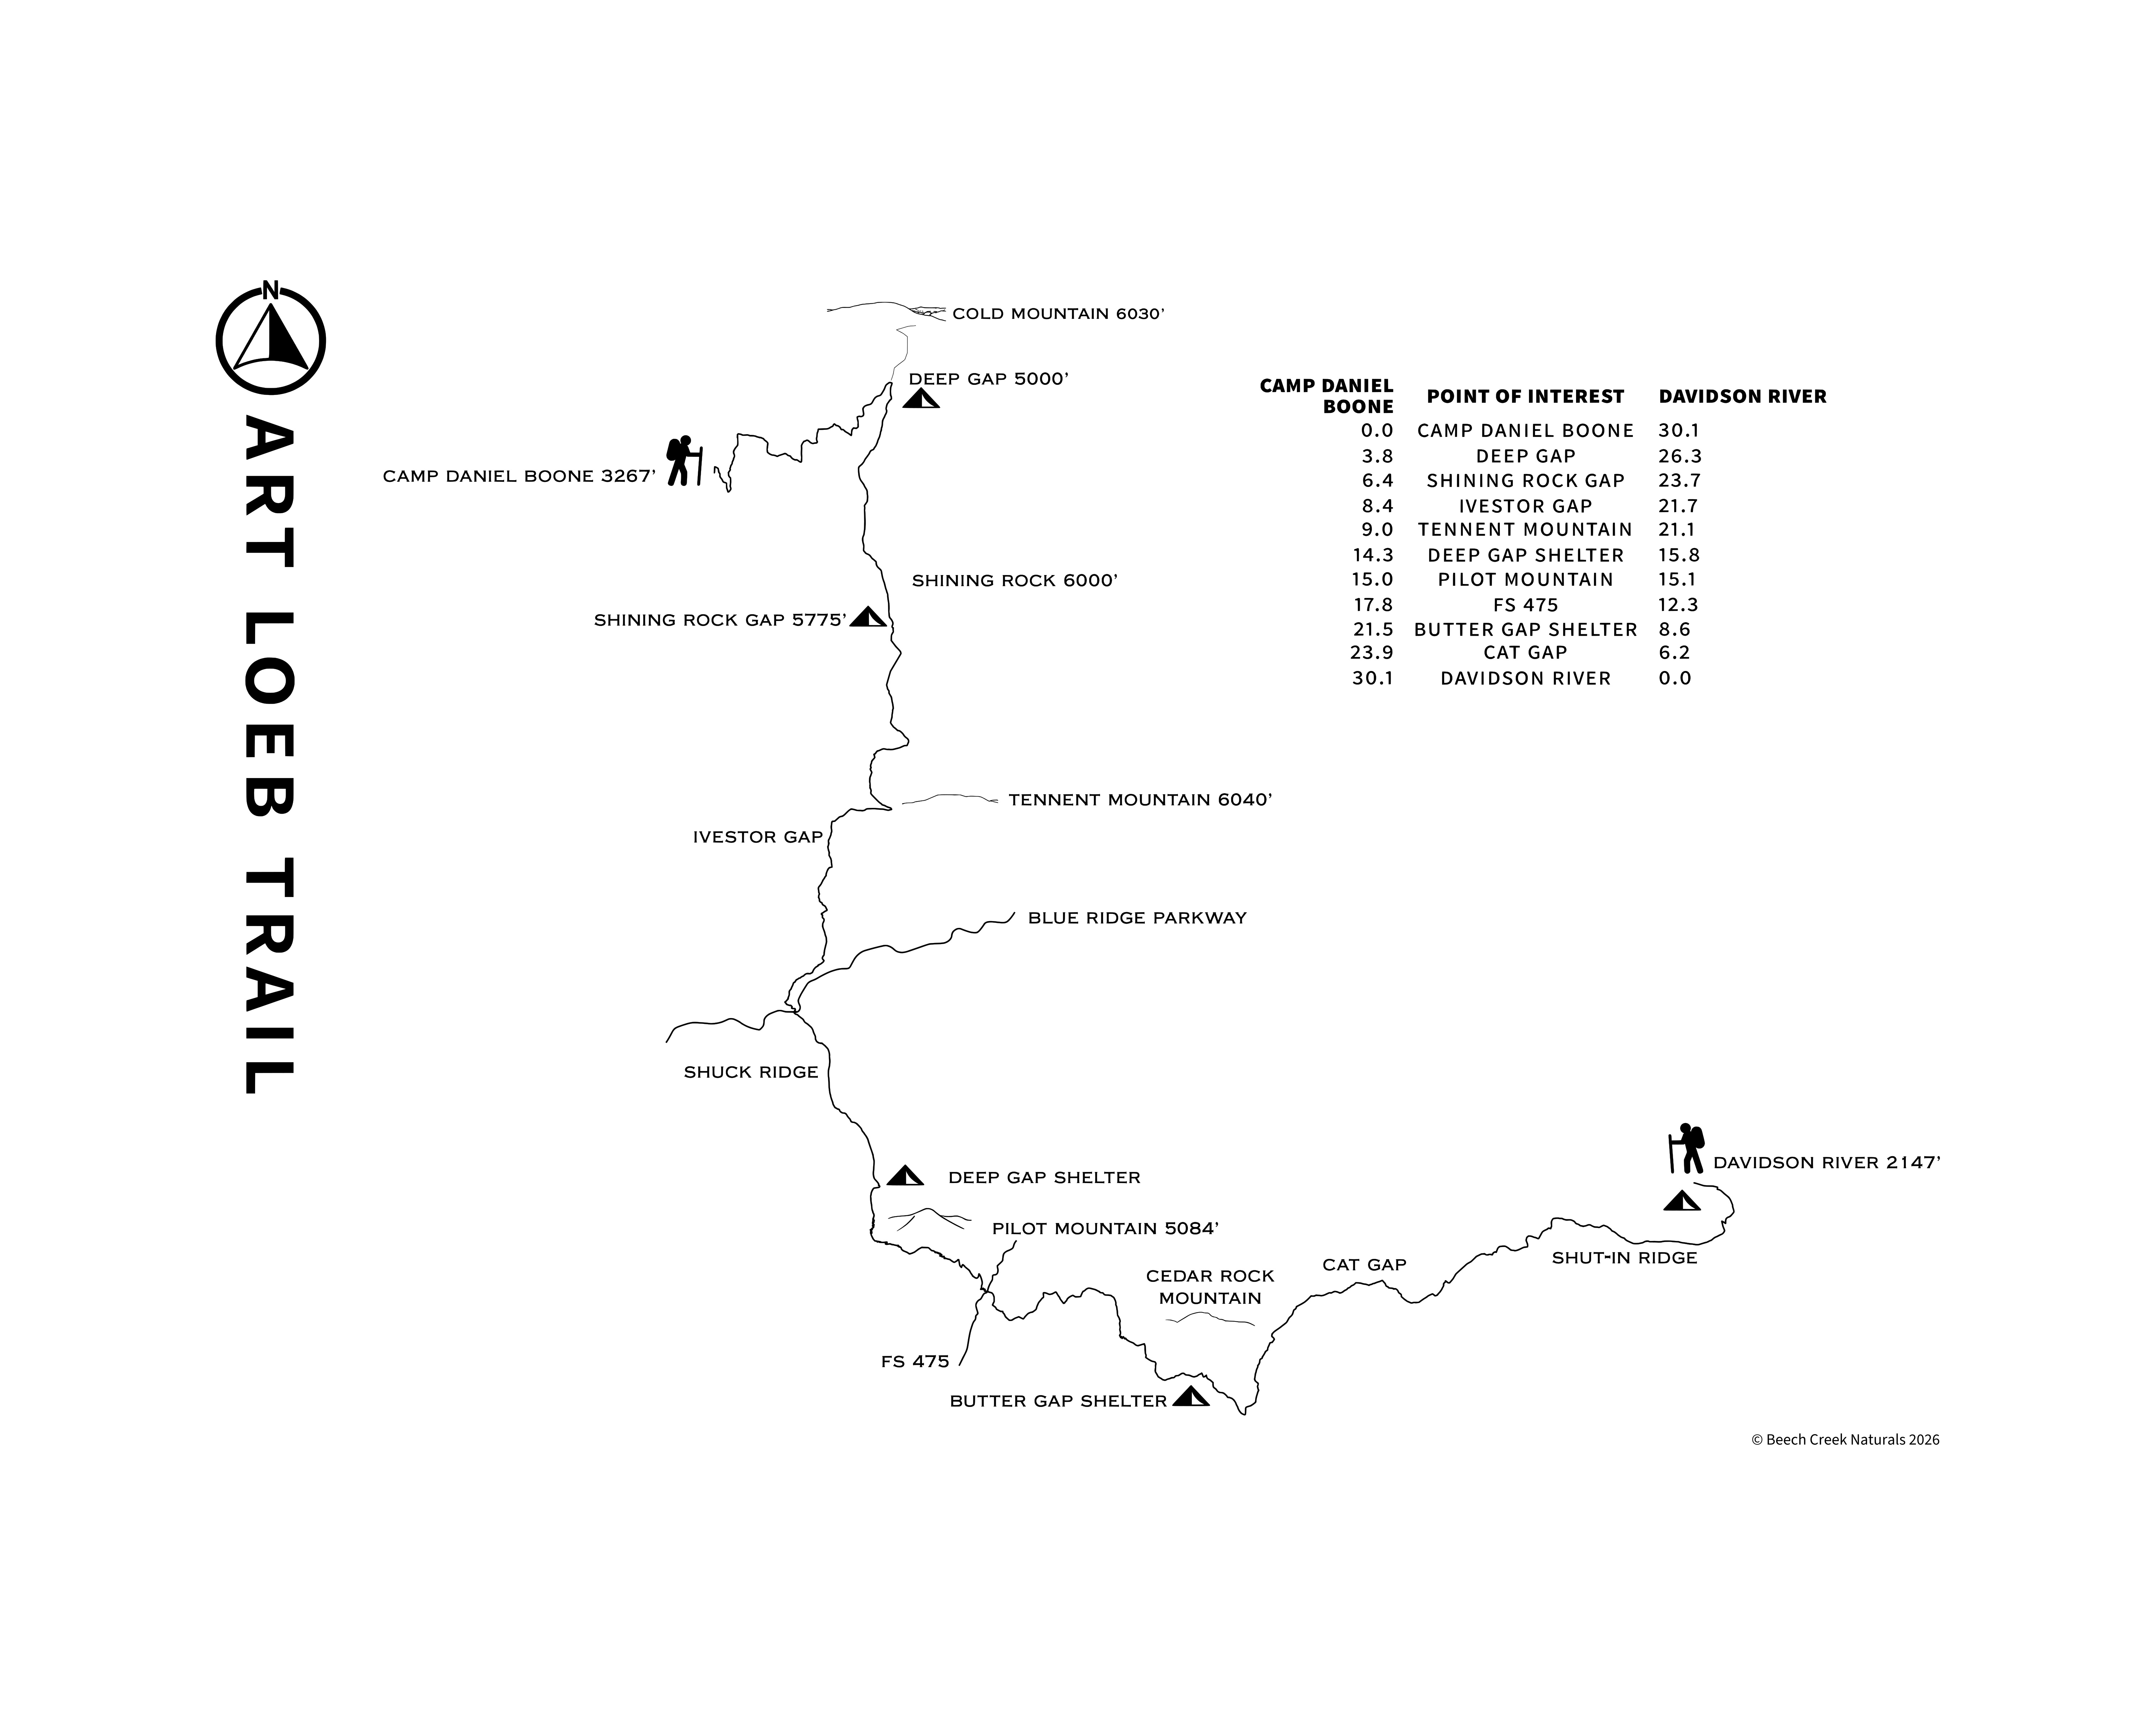 N
ART LOEB TRAIL
COLD MOUNTAIN 6030’
DEEP GAP 5000’
CAMP DANIEL BOONE 3267’
SHINING ROCK 6000’
SHINING ROCK GAP 5775’
TENNENT MOUNTAIN 6040’
IVESTOR GAP
BLUE RIDGE PARKWAY
SHUCK RIDGE
DEEP GAP SHELTER
PILOT MOUNTAIN 5084’
CEDAR ROCK
MOUNTAIN
CAT GAP
SHUT-IN RIDGE
DAVIDSON RIVER 2147’
FS 475
BUTTER GAP SHELTER
CAMP DANIEL
BOONE
POINT OF INTEREST
DAVIDSON RIVER
0.0 CAMP DANIEL BOONE 30.1
3.8 DEEP GAP 26.3
6.4 SHINING ROCK GAP 23.7
8.4 IVESTOR GAP 21.7
9.0 TENNENT MOUNTAIN 21.1
14.3 DEEP GAP SHELTER 15.8
15.0 PILOT MOUNTAIN 15.1
17.8 FS 475 12.3
21.5 BUTTER GAP SHELTER 8.6
23.9 CAT GAP 6.2
30.1 DAVIDSON RIVER 0.0
© Beech Creek Naturals 2026